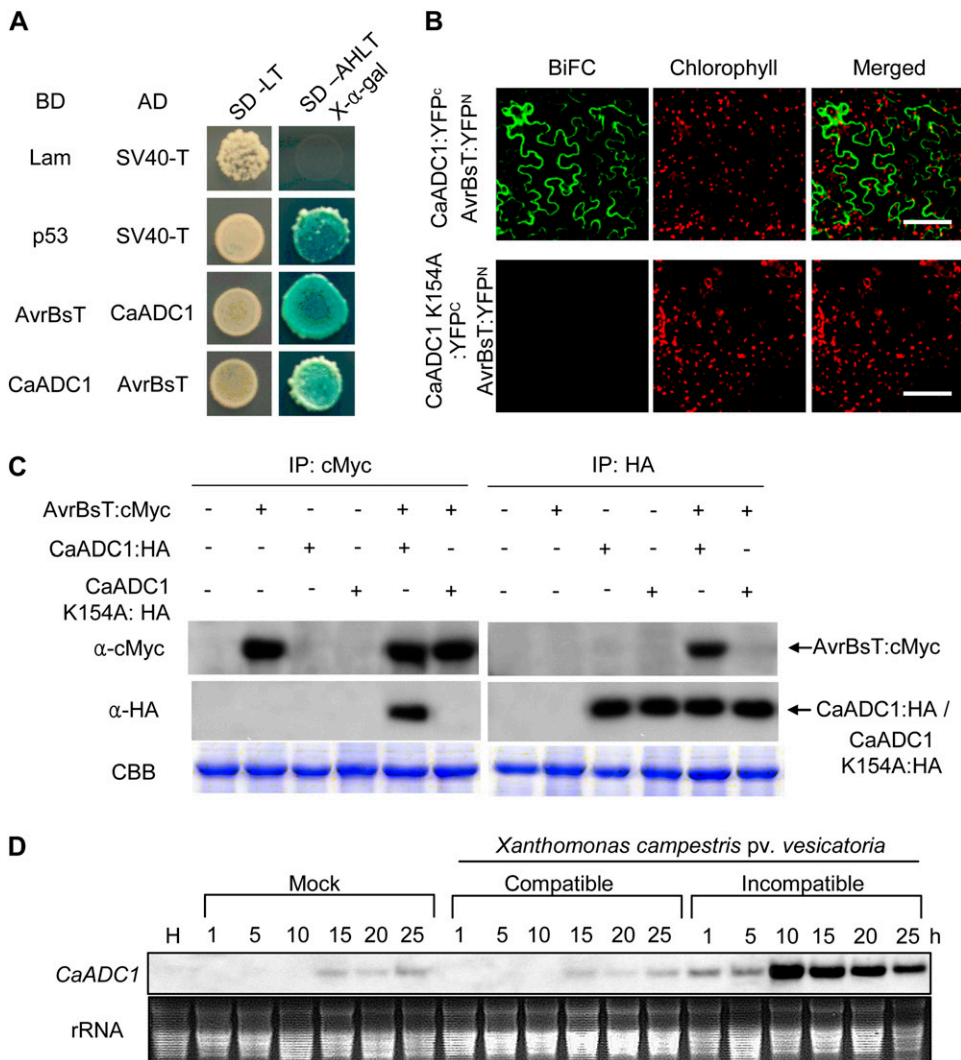 A
BD AD SD -LT SD -AHLT X-α-gal
Lam SV40-T
p53 SV40-T
AvrBsT CaADC1
CaADC1 AvrBsT
B
BiFC Chlorophyll Merged
CaADC1:YFPᶜ
AvrBsT:YFPᴺ
CaADC1 K154A
:YFPᶜ
AvrBsT:YFPᴺ
C
IP: cMyc IP: HA
AvrBsT:cMyc - + - - + + - + - - + +
CaADC1:HA - - + - + - - - + - + -
CaADC1
K154A: HA - - - + - + - - - + - +
α-cMyc AvrBsT:cMyc
α-HA CaADC1:HA /
CaADC1
K154A:HA
CBB
D
Xanthomonas campestris pv. vesicatoria
Mock Compatible Incompatible
H 1 5 10 15 20 25 1 5 10 15 20 25 1 5 10 15 20 25 h
CaADC1
rRNA